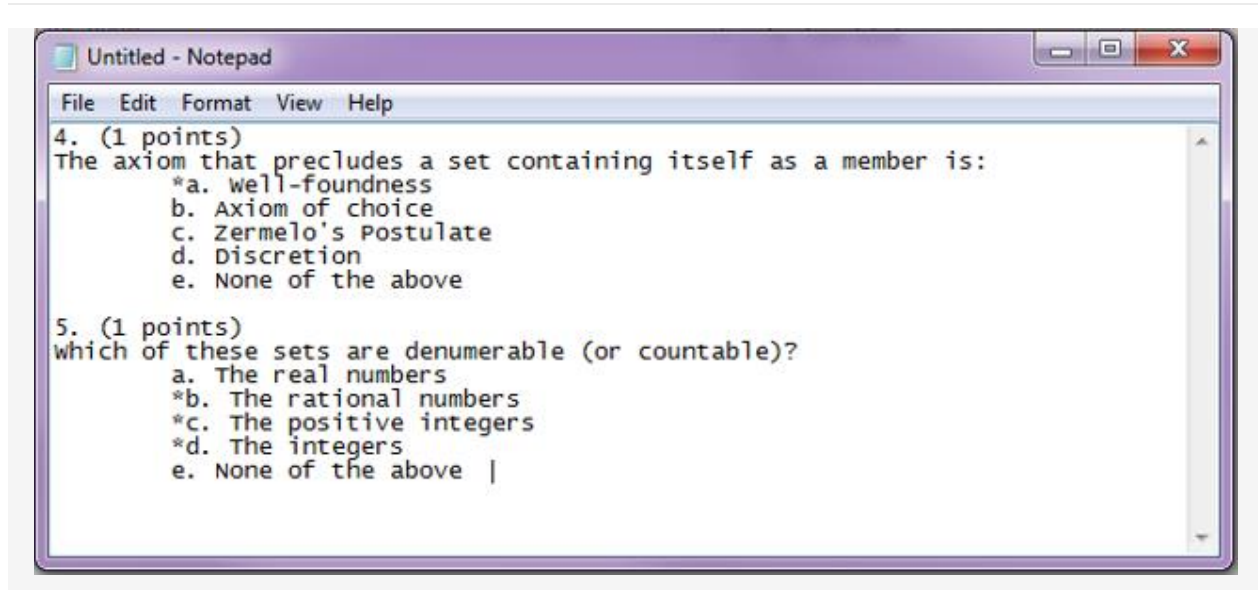 Untitled - Notepad
File Edit Format View Help
4. (1 points)
The axiom that precludes a set containing itself as a member is:
*a. Well-foundness
b. Axiom of choice
c. Zermelo's Postulate
d. Discretion
e. None of the above
5. (1 points)
Which of these sets are denumerable (or countable)?
a. The real numbers
*b. The rational numbers
*c. The positive integers
*d. The integers
e. None of the above